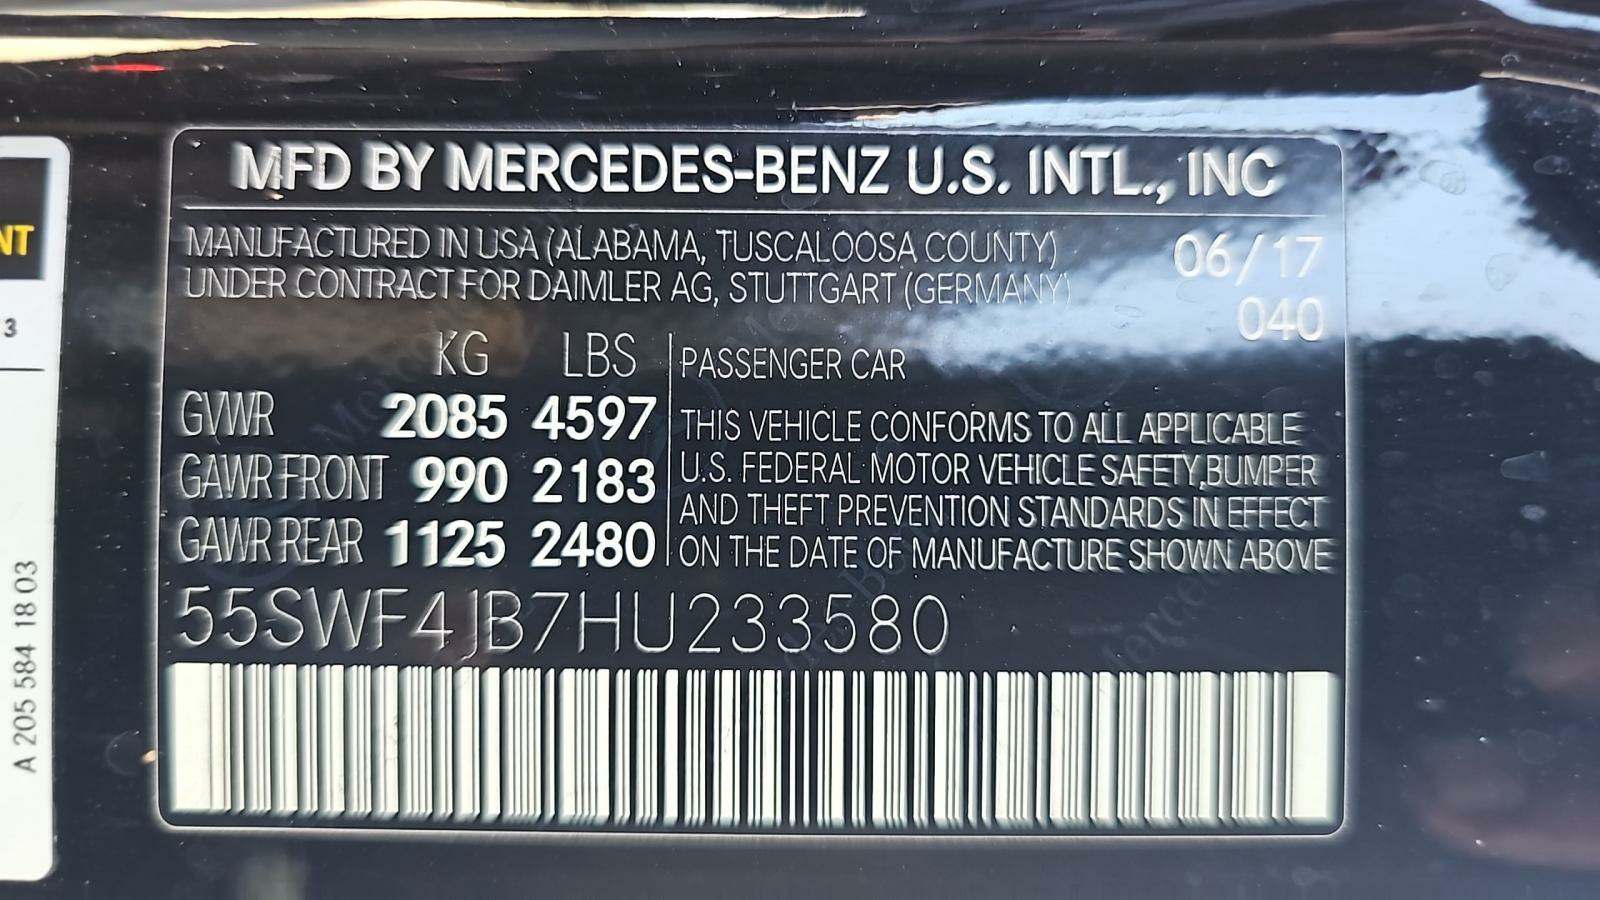 MFD BY MERCEDES-BENZ U.S. INTL., INC
MANUFACTURED IN USA (ALABAMA, TUSCALOOSA COUNTY)
UNDER CONTRACT FOR DAIMLER AG, STUTTGART (GERMANY)
06/17
040
KG LBS
GVWR 2085 4597
GAWR FRONT 990 2183
GAWR REAR 1125 2480
PASSENGER CAR
THIS VEHICLE CONFORMS TO ALL APPLICABLE
U.S. FEDERAL MOTOR VEHICLE SAFETY,BUMPER
AND THEFT PREVENTION STANDARDS IN EFFECT
ON THE DATE OF MANUFACTURE SHOWN ABOVE
55SWF4JB7HU233580
NT
3
A 205 584 18 03